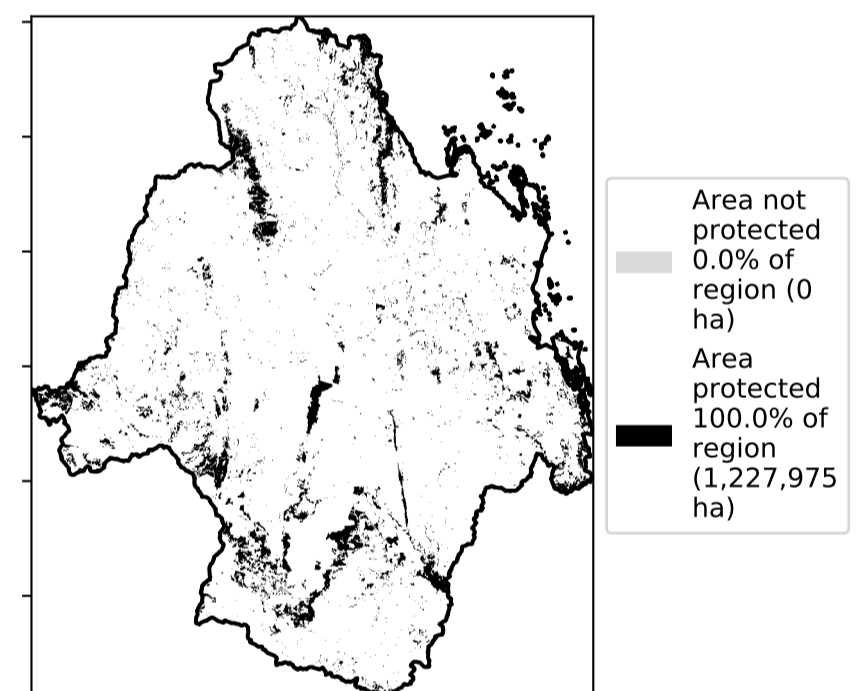 Area not
protected
0.0% of
region (0
ha)
Area
protected
100.0% of
region
(1,227,975
ha)